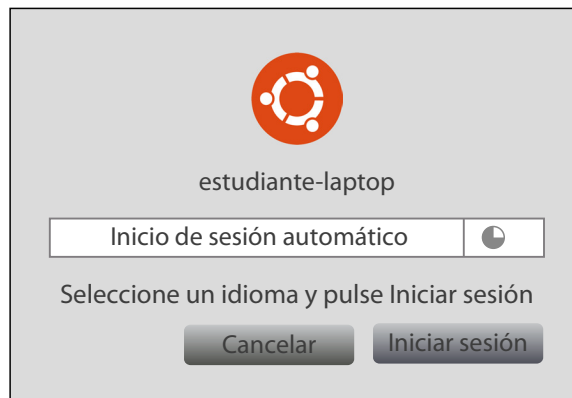 estudiante-laptop
Inicio de sesión automático
Seleccione un idioma y pulse Iniciar sesión
Cancelar
Iniciar sesión